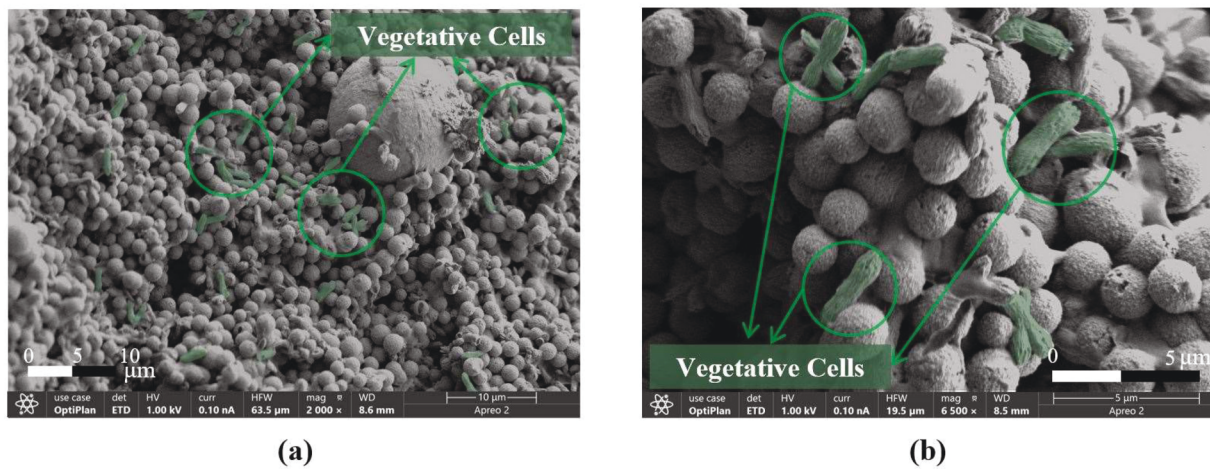 Vegetative Cells
0 5 10
μm
use case det HV curr HFW mag WD
OptiPlan ETD 1.00 kV 0.10 nA 63.5 μm 2 000 × 8.6 mm
10 μm
Apreo 2
(a)
Vegetative Cells
0 5 μm
use case det HV curr HFW mag WD
OptiPlan ETD 1.00 kV 0.10 nA 19.5 μm 6 500 × 8.5 mm
5 μm
Apreo 2
(b)